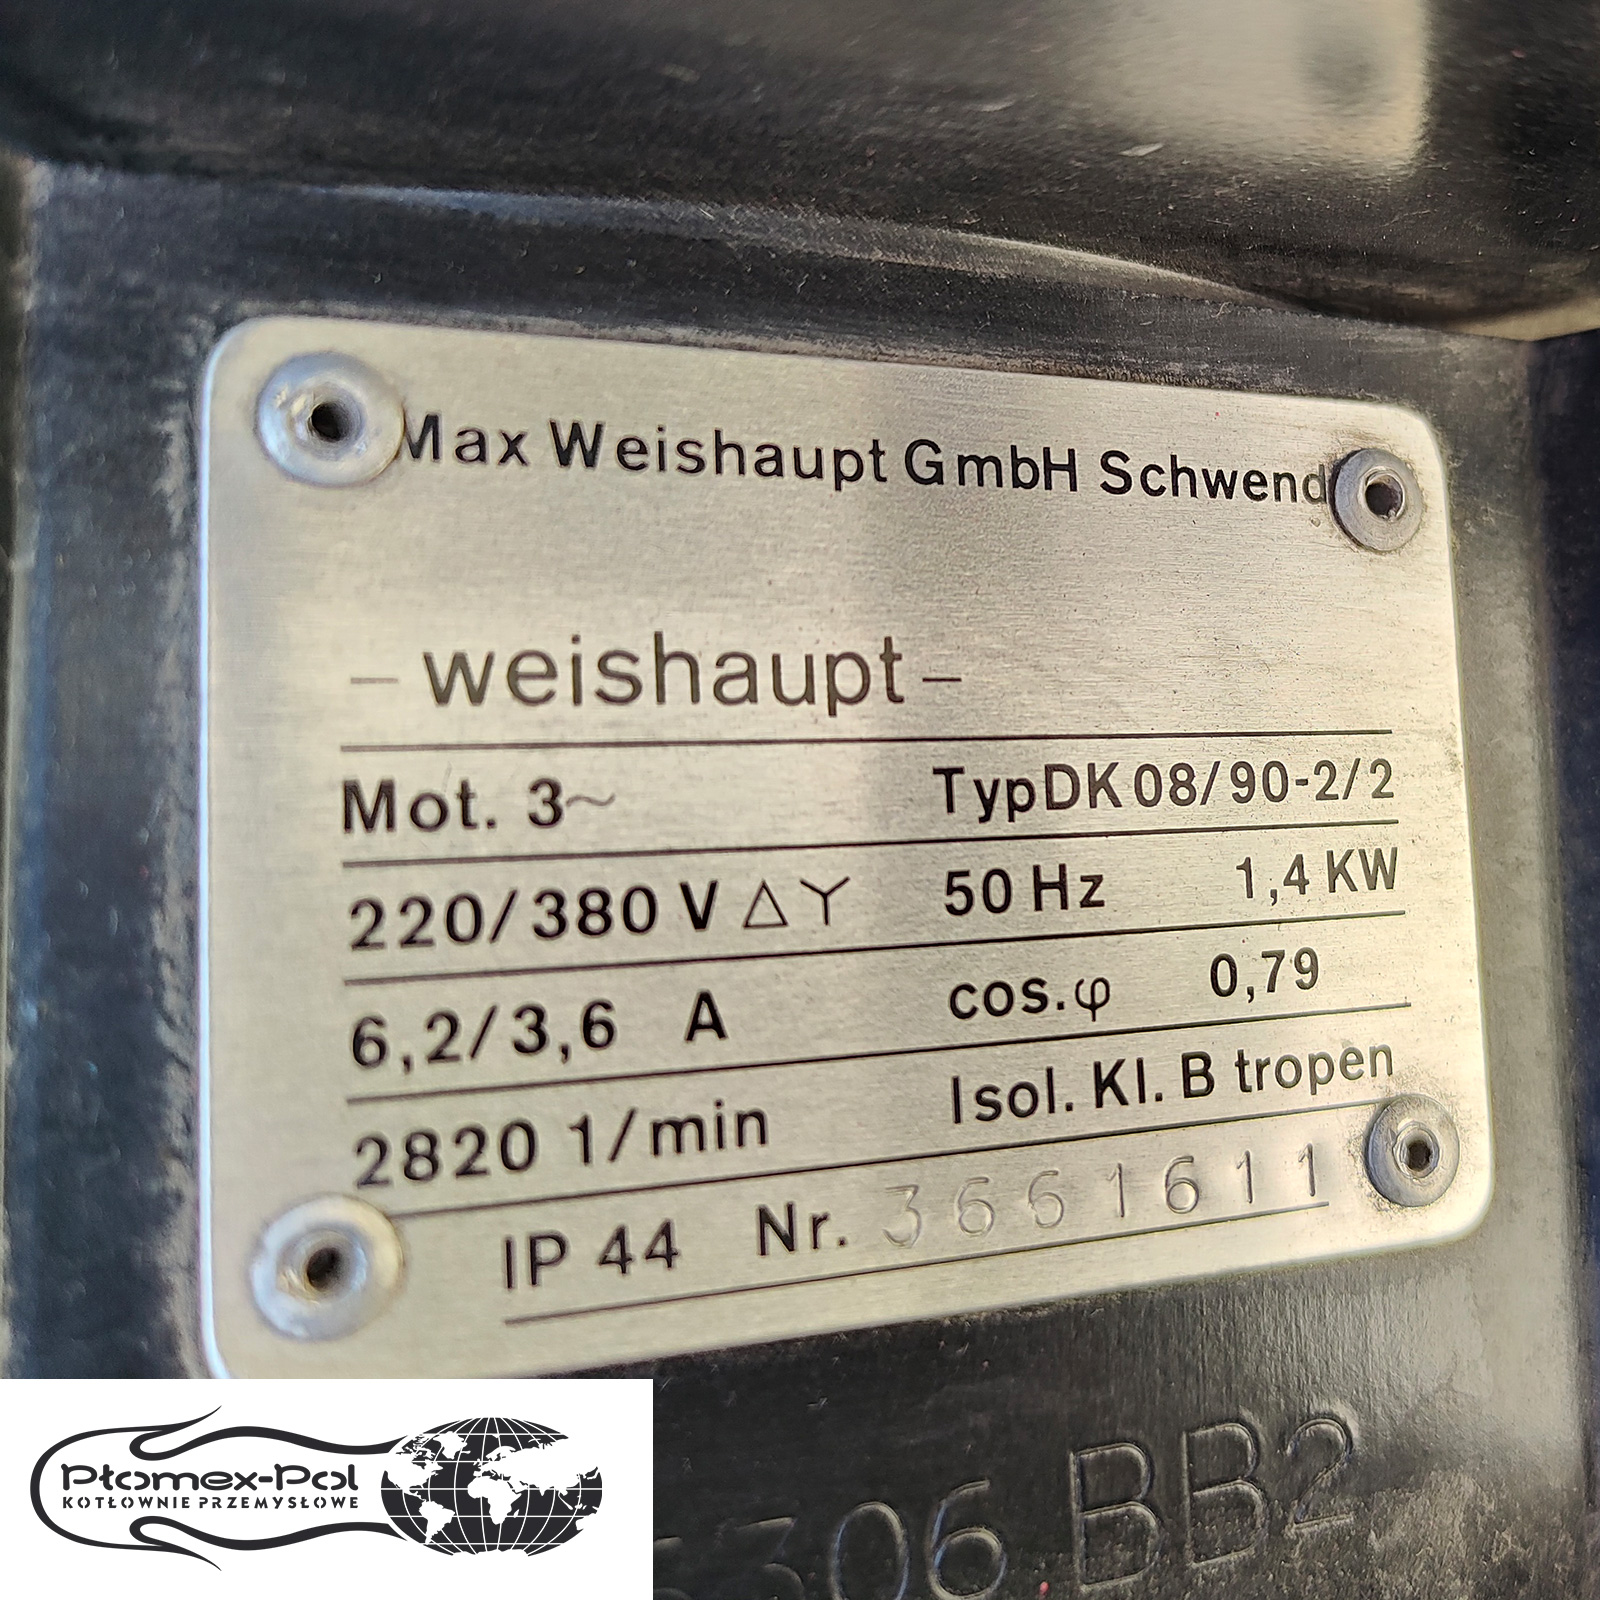 Max Weishaupt GmbH Schwend
– weishaupt –
Mot. 3~ Typ DK 08/90-2/2
220/380 V △ Y 50 Hz 1,4 KW
6,2/3,6 A cos.φ 0,79
2820 1/min Isol. Kl. B tropen
IP 44 Nr. 3661611
306 BB2
Płomex-Pol
KOTŁOWNIE PRZEMYSŁOWE